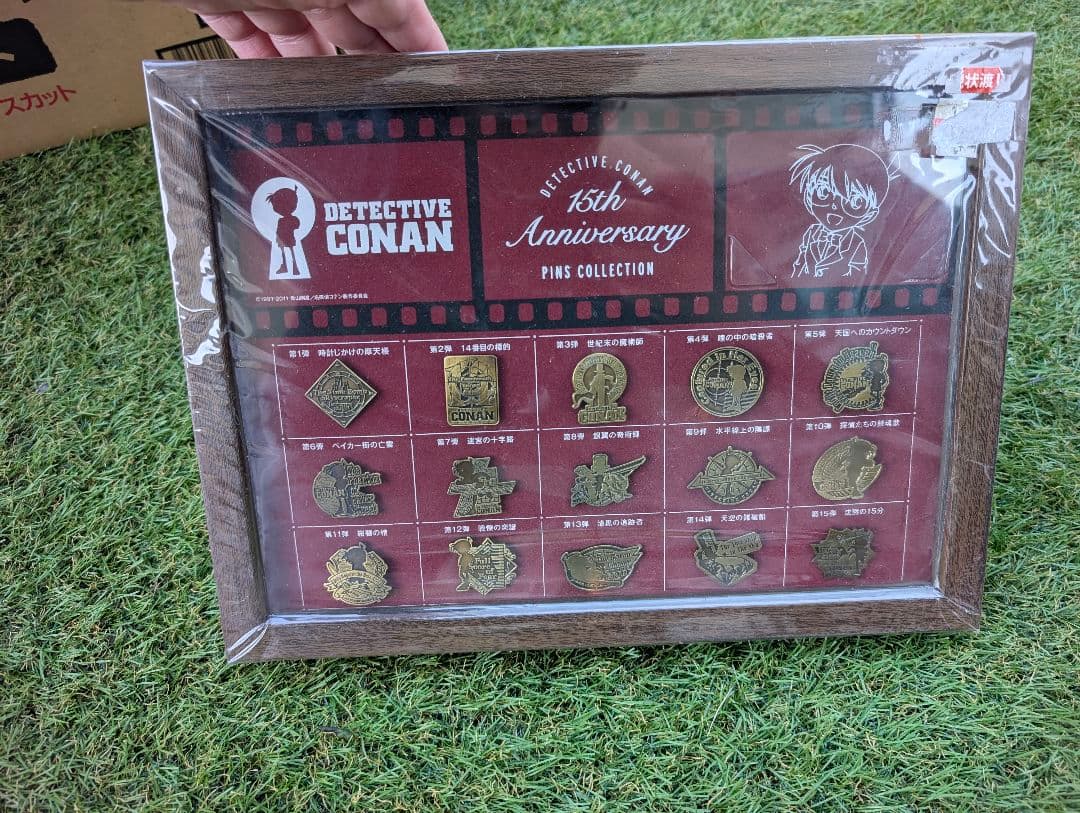 スカット
状渡
DETECTIVE
CONAN
DETECTIVE CONAN
15th
Anniversary
PINS COLLECTION
第1弾 時計じかけの摩天楼
第2弾 14番目の標的
第3弾 世紀末の魔術師
第4弾 瞳の中の暗殺者
第5弾 天国へのカウントダウン
CONAN
第6弾 ベイカー街の亡霊
第7弾 迷宮の十字路
第8弾 銀翼の奇術師
第9弾 水平線上の陰謀
第10弾 探偵たちの鎮魂歌
CONAN
第11弾 紺碧の棺
第12弾 戦慄の楽譜
第13弾 漆黒の追跡者
第14弾 天空の難破船
第15弾 沈黙の15分
Full